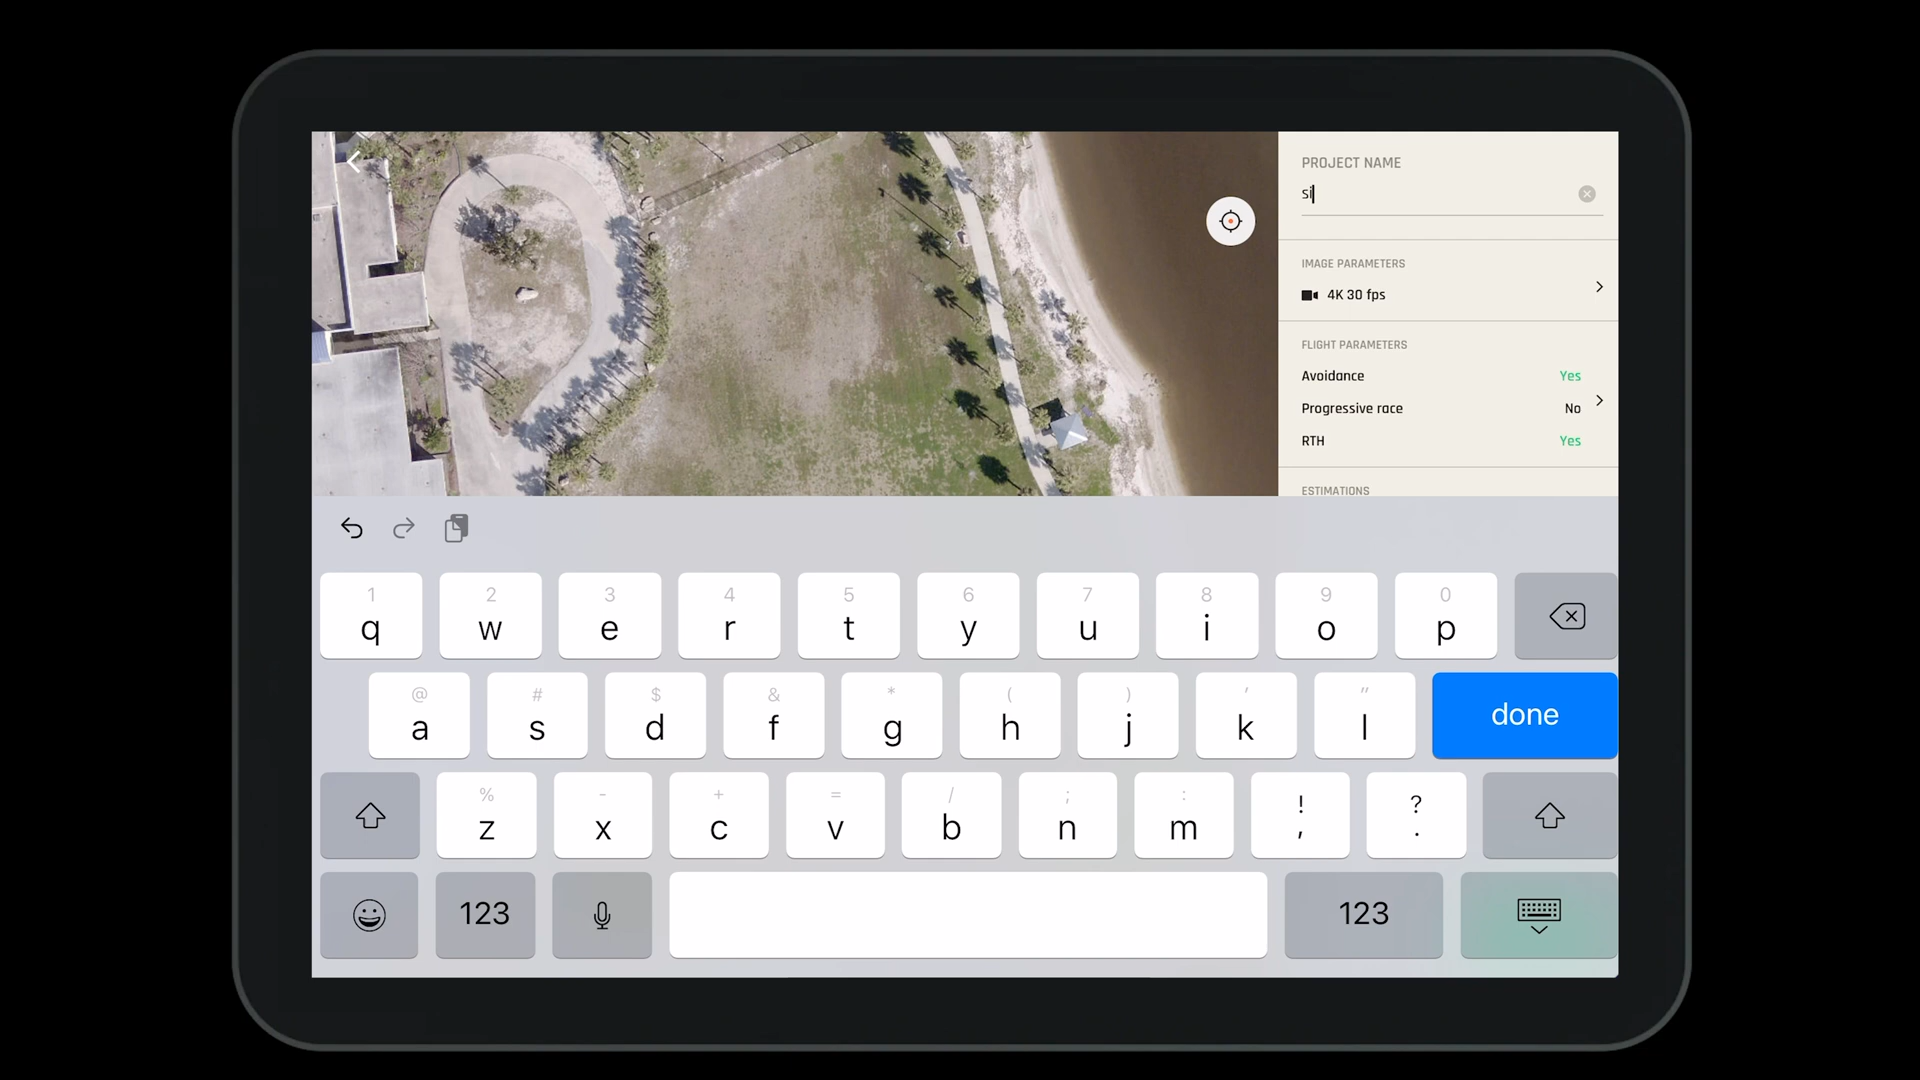 PROJECT NAME
si
IMAGE PARAMETERS
4K 30 fps
FLIGHT PARAMETERS
Avoidance Yes
Progressive race No
RTH Yes
ESTIMATIONS
1 2 3 4 5 6 7 8 9 0
q w e r t y u i o p
@ # $ & * ( ) ' "
a s d f g h j k l done
% - + = / ; : ! ?
z x c v b n m , .
123 123